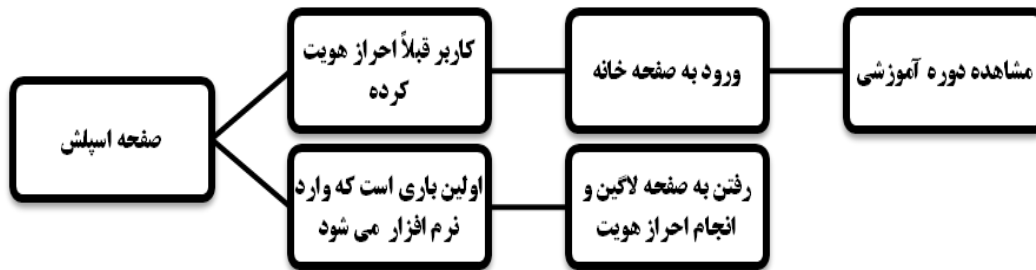 صفحه اسپلش
کاربر قبلاً احراز هویت
کرده
ورود به صفحه خانه
مشاهده دوره آموزشی
اولین باری است که وارد
نرم افزار می شود
رفتن به صفحه لاگین و
انجام احراز هویت